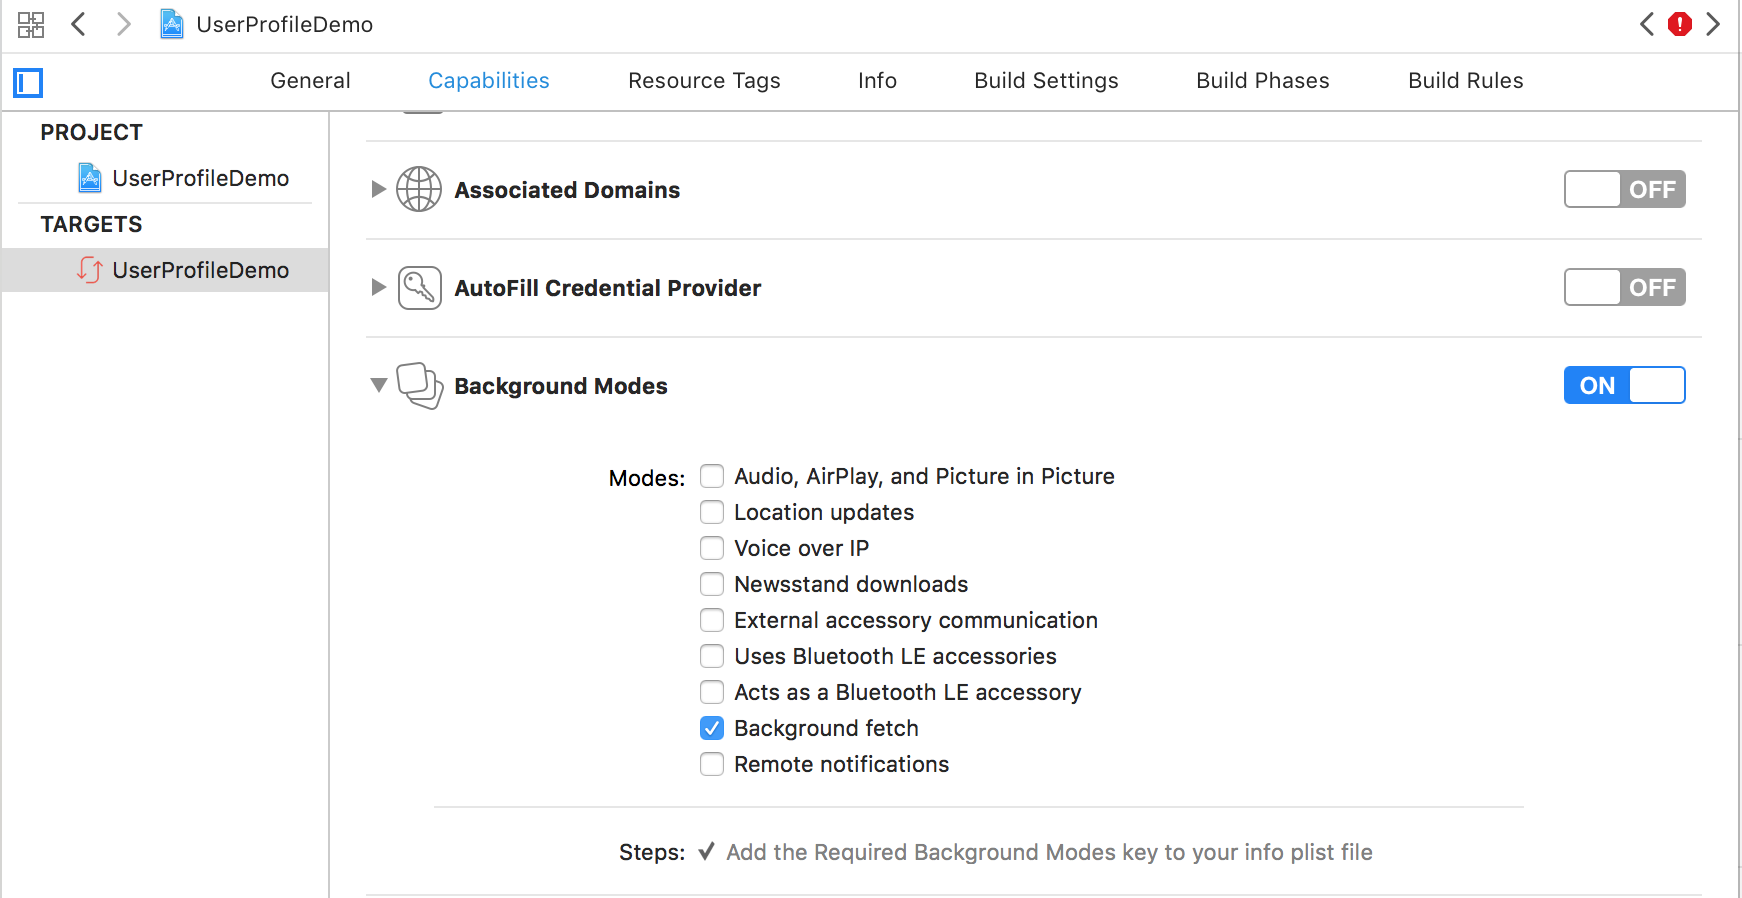 UserProfileDemo
General Capabilities Resource Tags Info Build Settings Build Phases Build Rules
PROJECT
UserProfileDemo
TARGETS
UserProfileDemo
Associated Domains OFF
AutoFill Credential Provider OFF
Background Modes ON
Modes: Audio, AirPlay, and Picture in Picture
Location updates
Voice over IP
Newsstand downloads
External accessory communication
Uses Bluetooth LE accessories
Acts as a Bluetooth LE accessory
Background fetch
Remote notifications
Steps: ✓ Add the Required Background Modes key to your info plist file